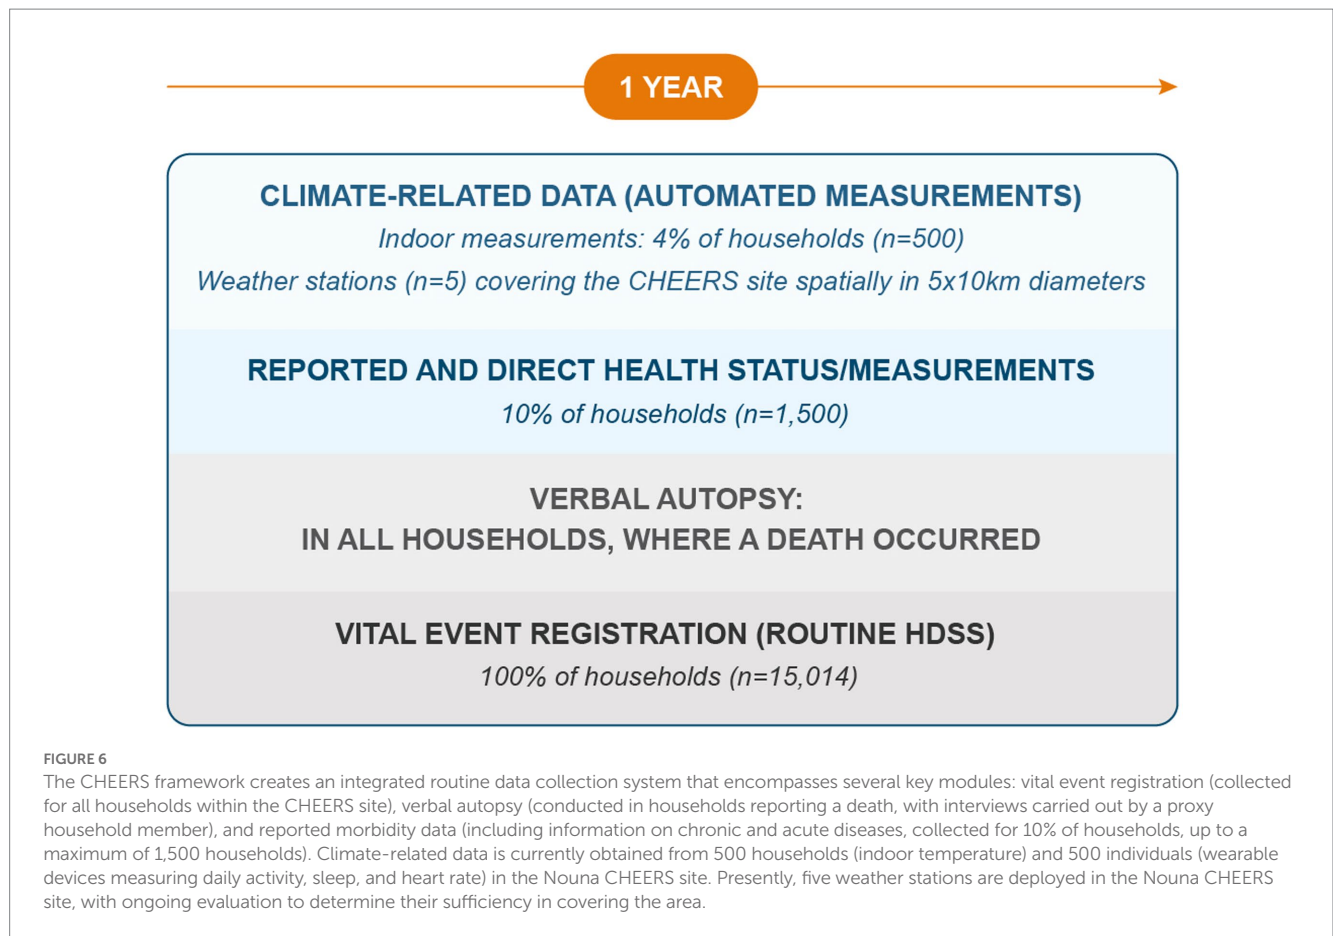 1 YEAR
CLIMATE-RELATED DATA (AUTOMATED MEASUREMENTS)
Indoor measurements: 4% of households (n=500)
Weather stations (n=5) covering the CHEERS site spatially in 5x10km diameters
REPORTED AND DIRECT HEALTH STATUS/MEASUREMENTS
10% of households (n=1,500)
VERBAL AUTOPSY:
IN ALL HOUSEHOLDS, WHERE A DEATH OCCURRED
VITAL EVENT REGISTRATION (ROUTINE HDSS)
100% of households (n=15,014)
FIGURE 6
The CHEERS framework creates an integrated routine data collection system that encompasses several key modules: vital event registration (collected
for all households within the CHEERS site), verbal autopsy (conducted in households reporting a death, with interviews carried out by a proxy
household member), and reported morbidity data (including information on chronic and acute diseases, collected for 10% of households, up to a
maximum of 1,500 households). Climate-related data is currently obtained from 500 households (indoor temperature) and 500 individuals (wearable
devices measuring daily activity, sleep, and heart rate) in the Nouna CHEERS site. Presently, five weather stations are deployed in the Nouna CHEERS
site, with ongoing evaluation to determine their sufficiency in covering the area.